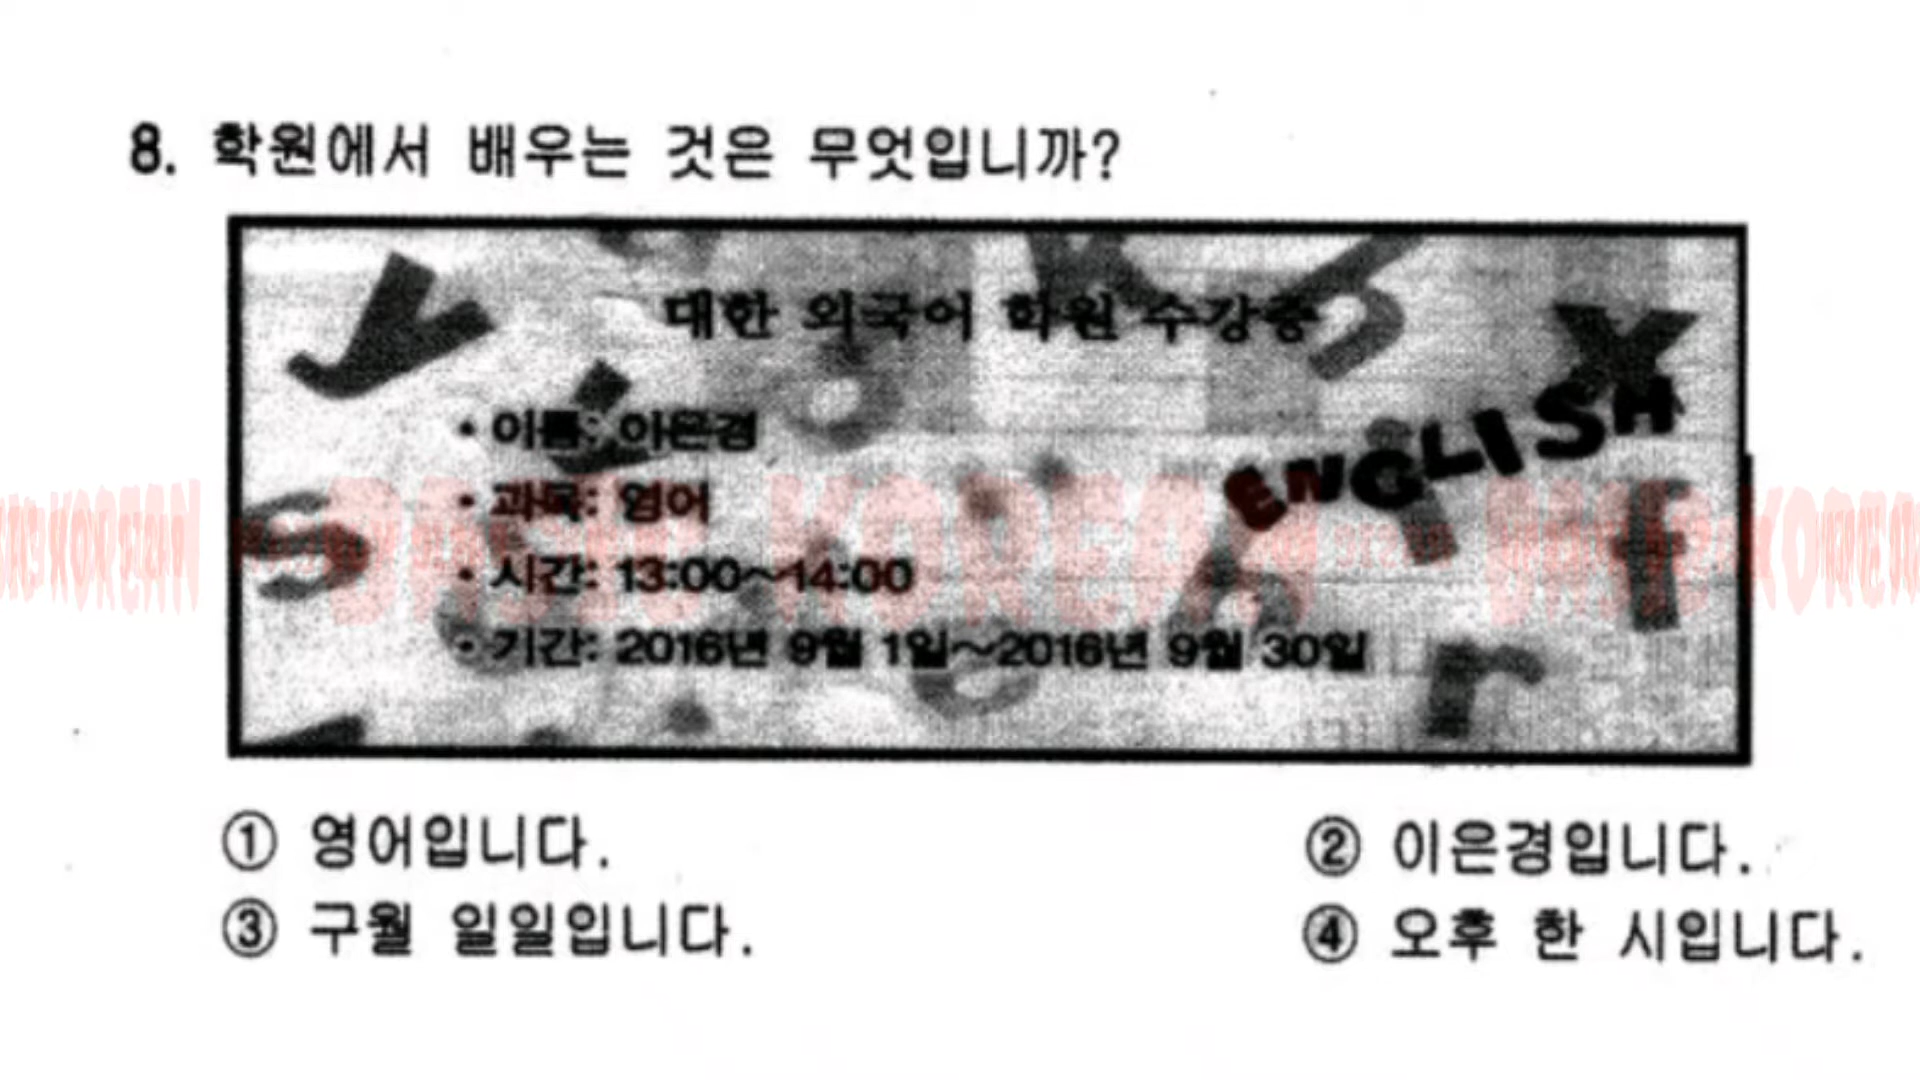 8. 학원에서 배우는 것은 무엇입니까?
대한 외국어 학원 수강증
• 이름: 이은경
• 과목: 영어
• 시간: 13:00~14:00
• 기간: 2016년 9월 1일~2016년 9월 30일
ENGLISH
BASIC KOREAN
① 영어입니다.
② 이은경입니다.
③ 구월 일일입니다.
④ 오후 한 시입니다.